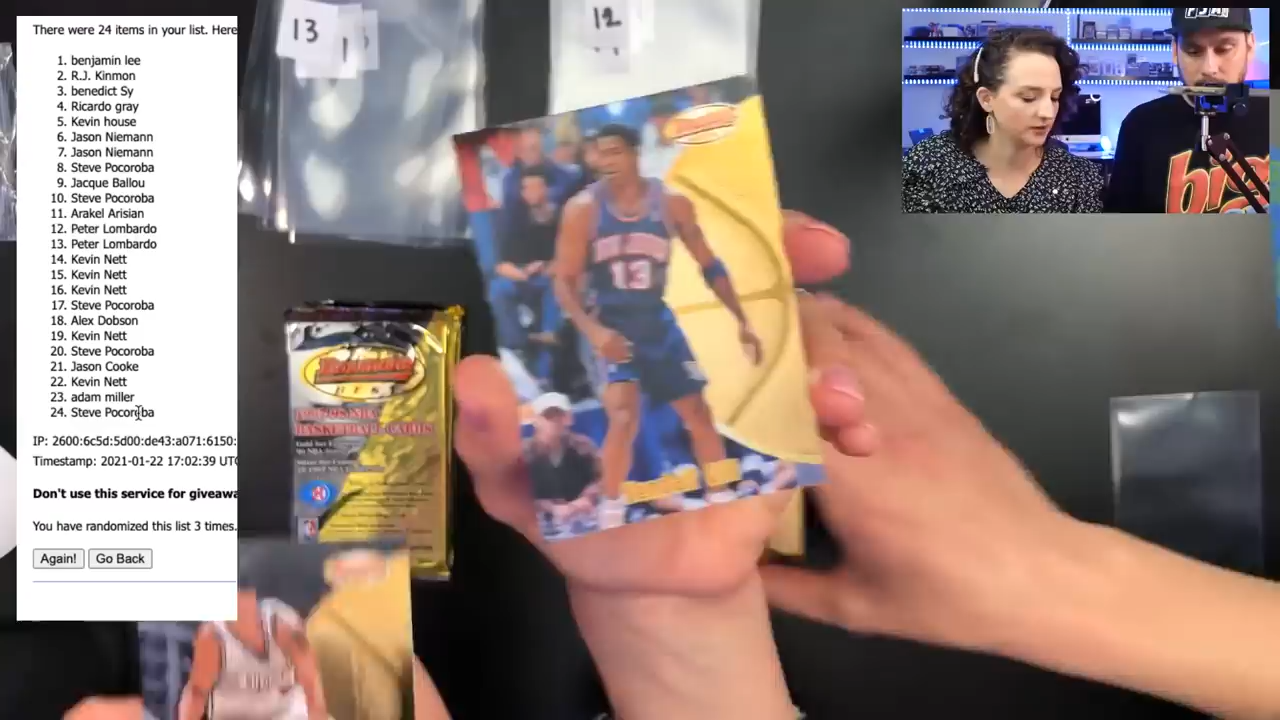 There were 24 items in your list. Here
1. benjamin lee
2. R.J. Kinmon
3. benedict Sy
4. Ricardo gray
5. Kevin house
6. Jason Niemann
7. Jason Niemann
8. Steve Pocoroba
9. Jacque Ballou
10. Steve Pocoroba
11. Arakel Arisian
12. Peter Lombardo
13. Peter Lombardo
14. Kevin Nett
15. Kevin Nett
16. Kevin Nett
17. Steve Pocoroba
18. Alex Dobson
19. Kevin Nett
20. Steve Pocoroba
21. Jason Cooke
22. Kevin Nett
23. adam miller
24. Steve Pocoroba
IP: 2600:6c5d:5d00:de43:a071:6150:
Timestamp: 2021-01-22 17:02:39 UTC
Don't use this service for giveawa
You have randomized this list 3 times.
Again! Go Back
13
12
13
BEST
BASKETBALL CARDS
PSA